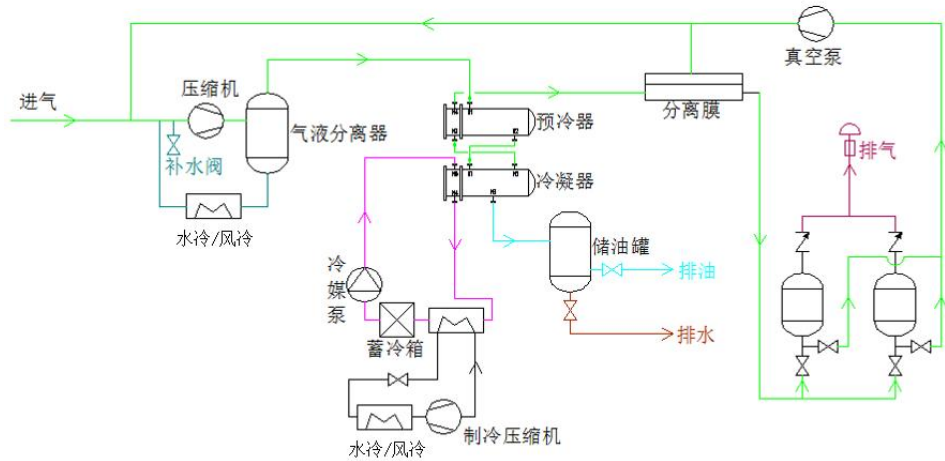 真空泵
进气
压缩机
分离膜
气液分离器
预冷器
排气
补水阀
冷凝器
水冷/风冷
储油罐
冷媒泵
排油
蓄冷箱
排水
制冷压缩机
水冷/风冷